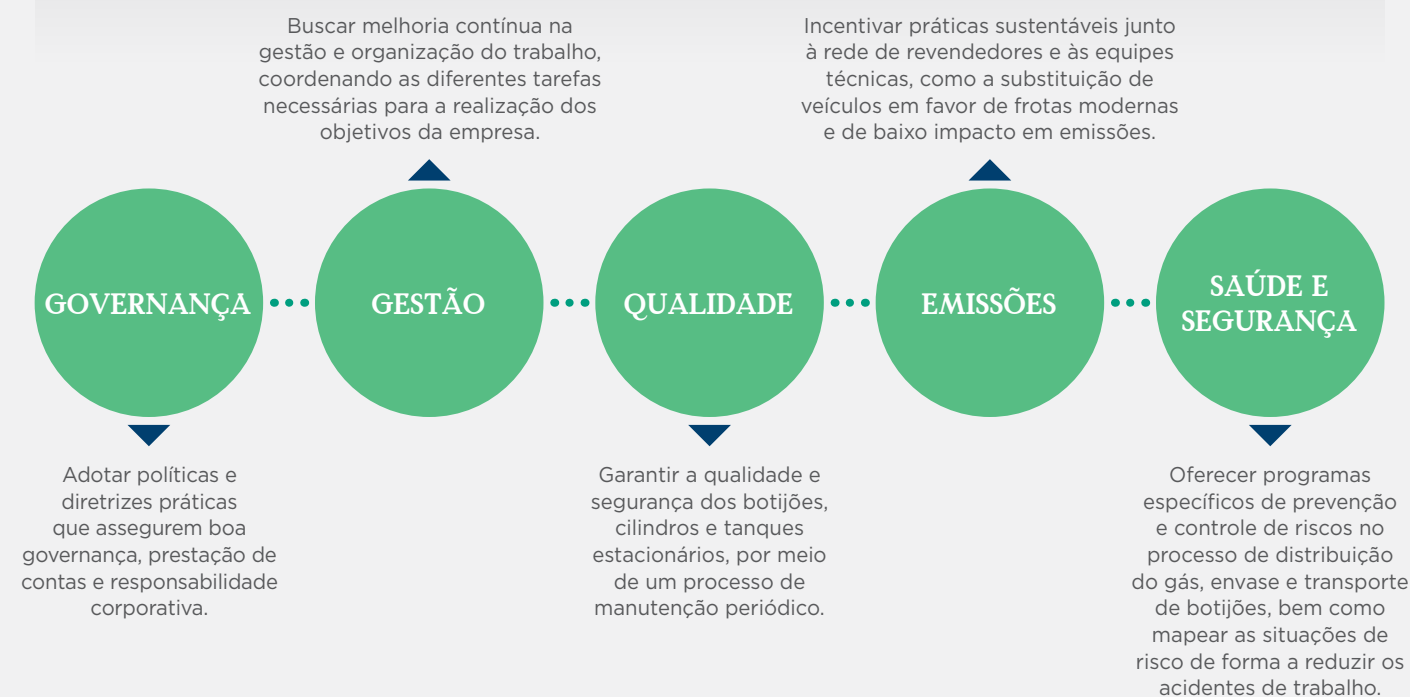 Buscar melhoria contínua na
gestão e organização do trabalho,
coordenando as diferentes tarefas
necessárias para a realização dos
objetivos da empresa.
Incentivar práticas sustentáveis junto
à rede de revendedores e às equipes
técnicas, como a substituição de
veículos em favor de frotas modernas
e de baixo impacto em emissões.
GOVERNANÇA
GESTÃO
QUALIDADE
EMISSÕES
SAÚDE E
SEGURANÇA
Adotar políticas e
diretrizes práticas
que assegurem boa
governança, prestação de
contas e responsabilidade
corporativa.
Garantir a qualidade e
segurança dos botijões,
cilindros e tanques
estacionários, por meio
de um processo de
manutenção periódico.
Oferecer programas
específicos de prevenção
e controle de riscos no
processo de distribuição
do gás, envase e transporte
de botijões, bem como
mapear as situações de
risco de forma a reduzir os
acidentes de trabalho.